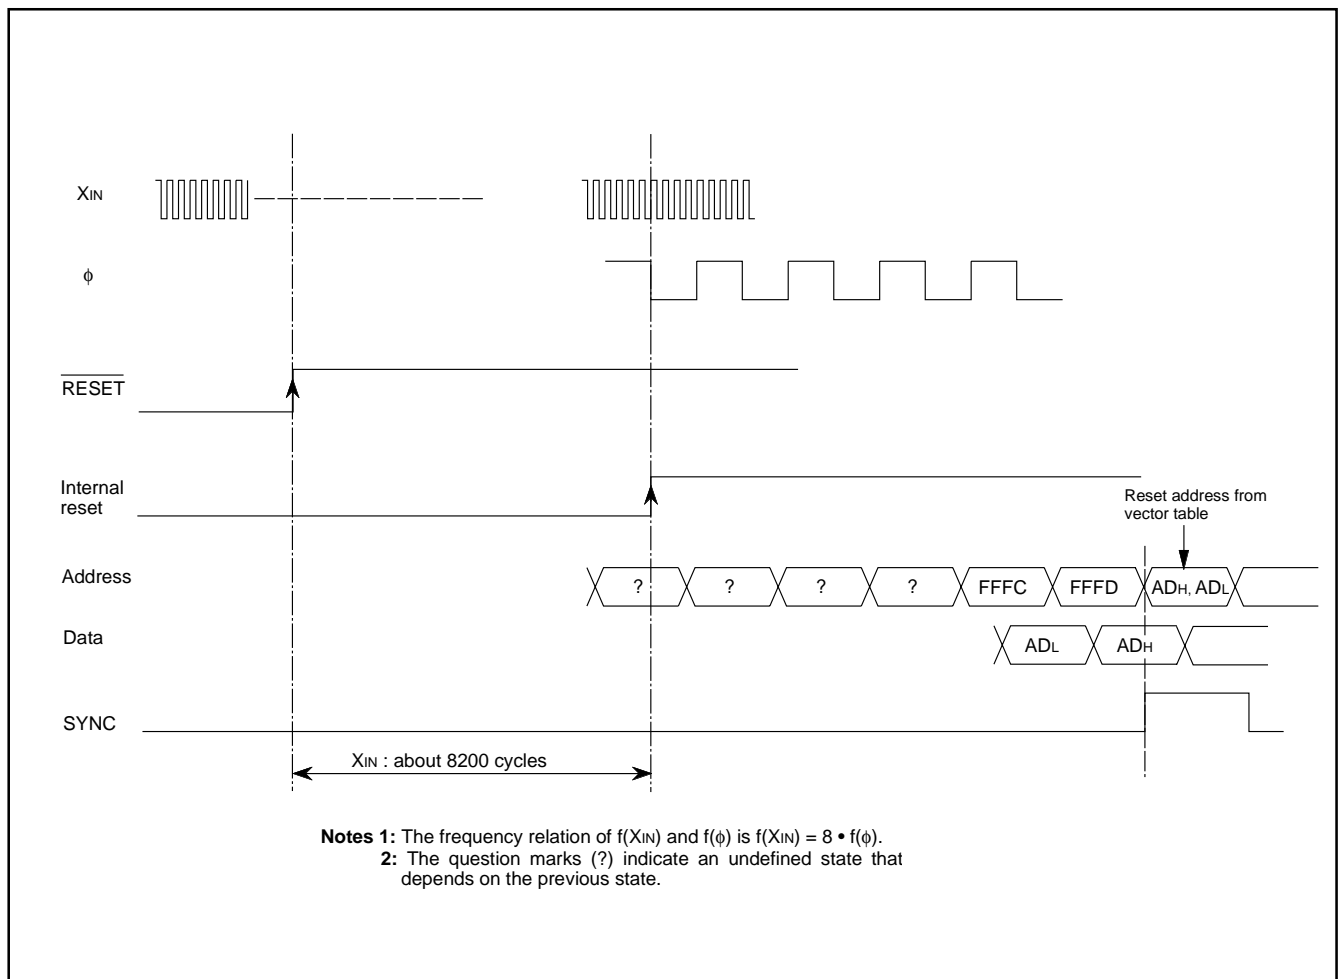 XIN
ϕ
RESET
Internal
reset
Reset address from
vector table
Address
? ? ? ? FFFC FFFD ADH, ADL
Data
ADL ADH
SYNC
XIN : about 8200 cycles
Notes 1: The frequency relation of f(XIN) and f(ϕ) is f(XIN) = 8 • f(ϕ).
2: The question marks (?) indicate an undefined state that
depends on the previous state.